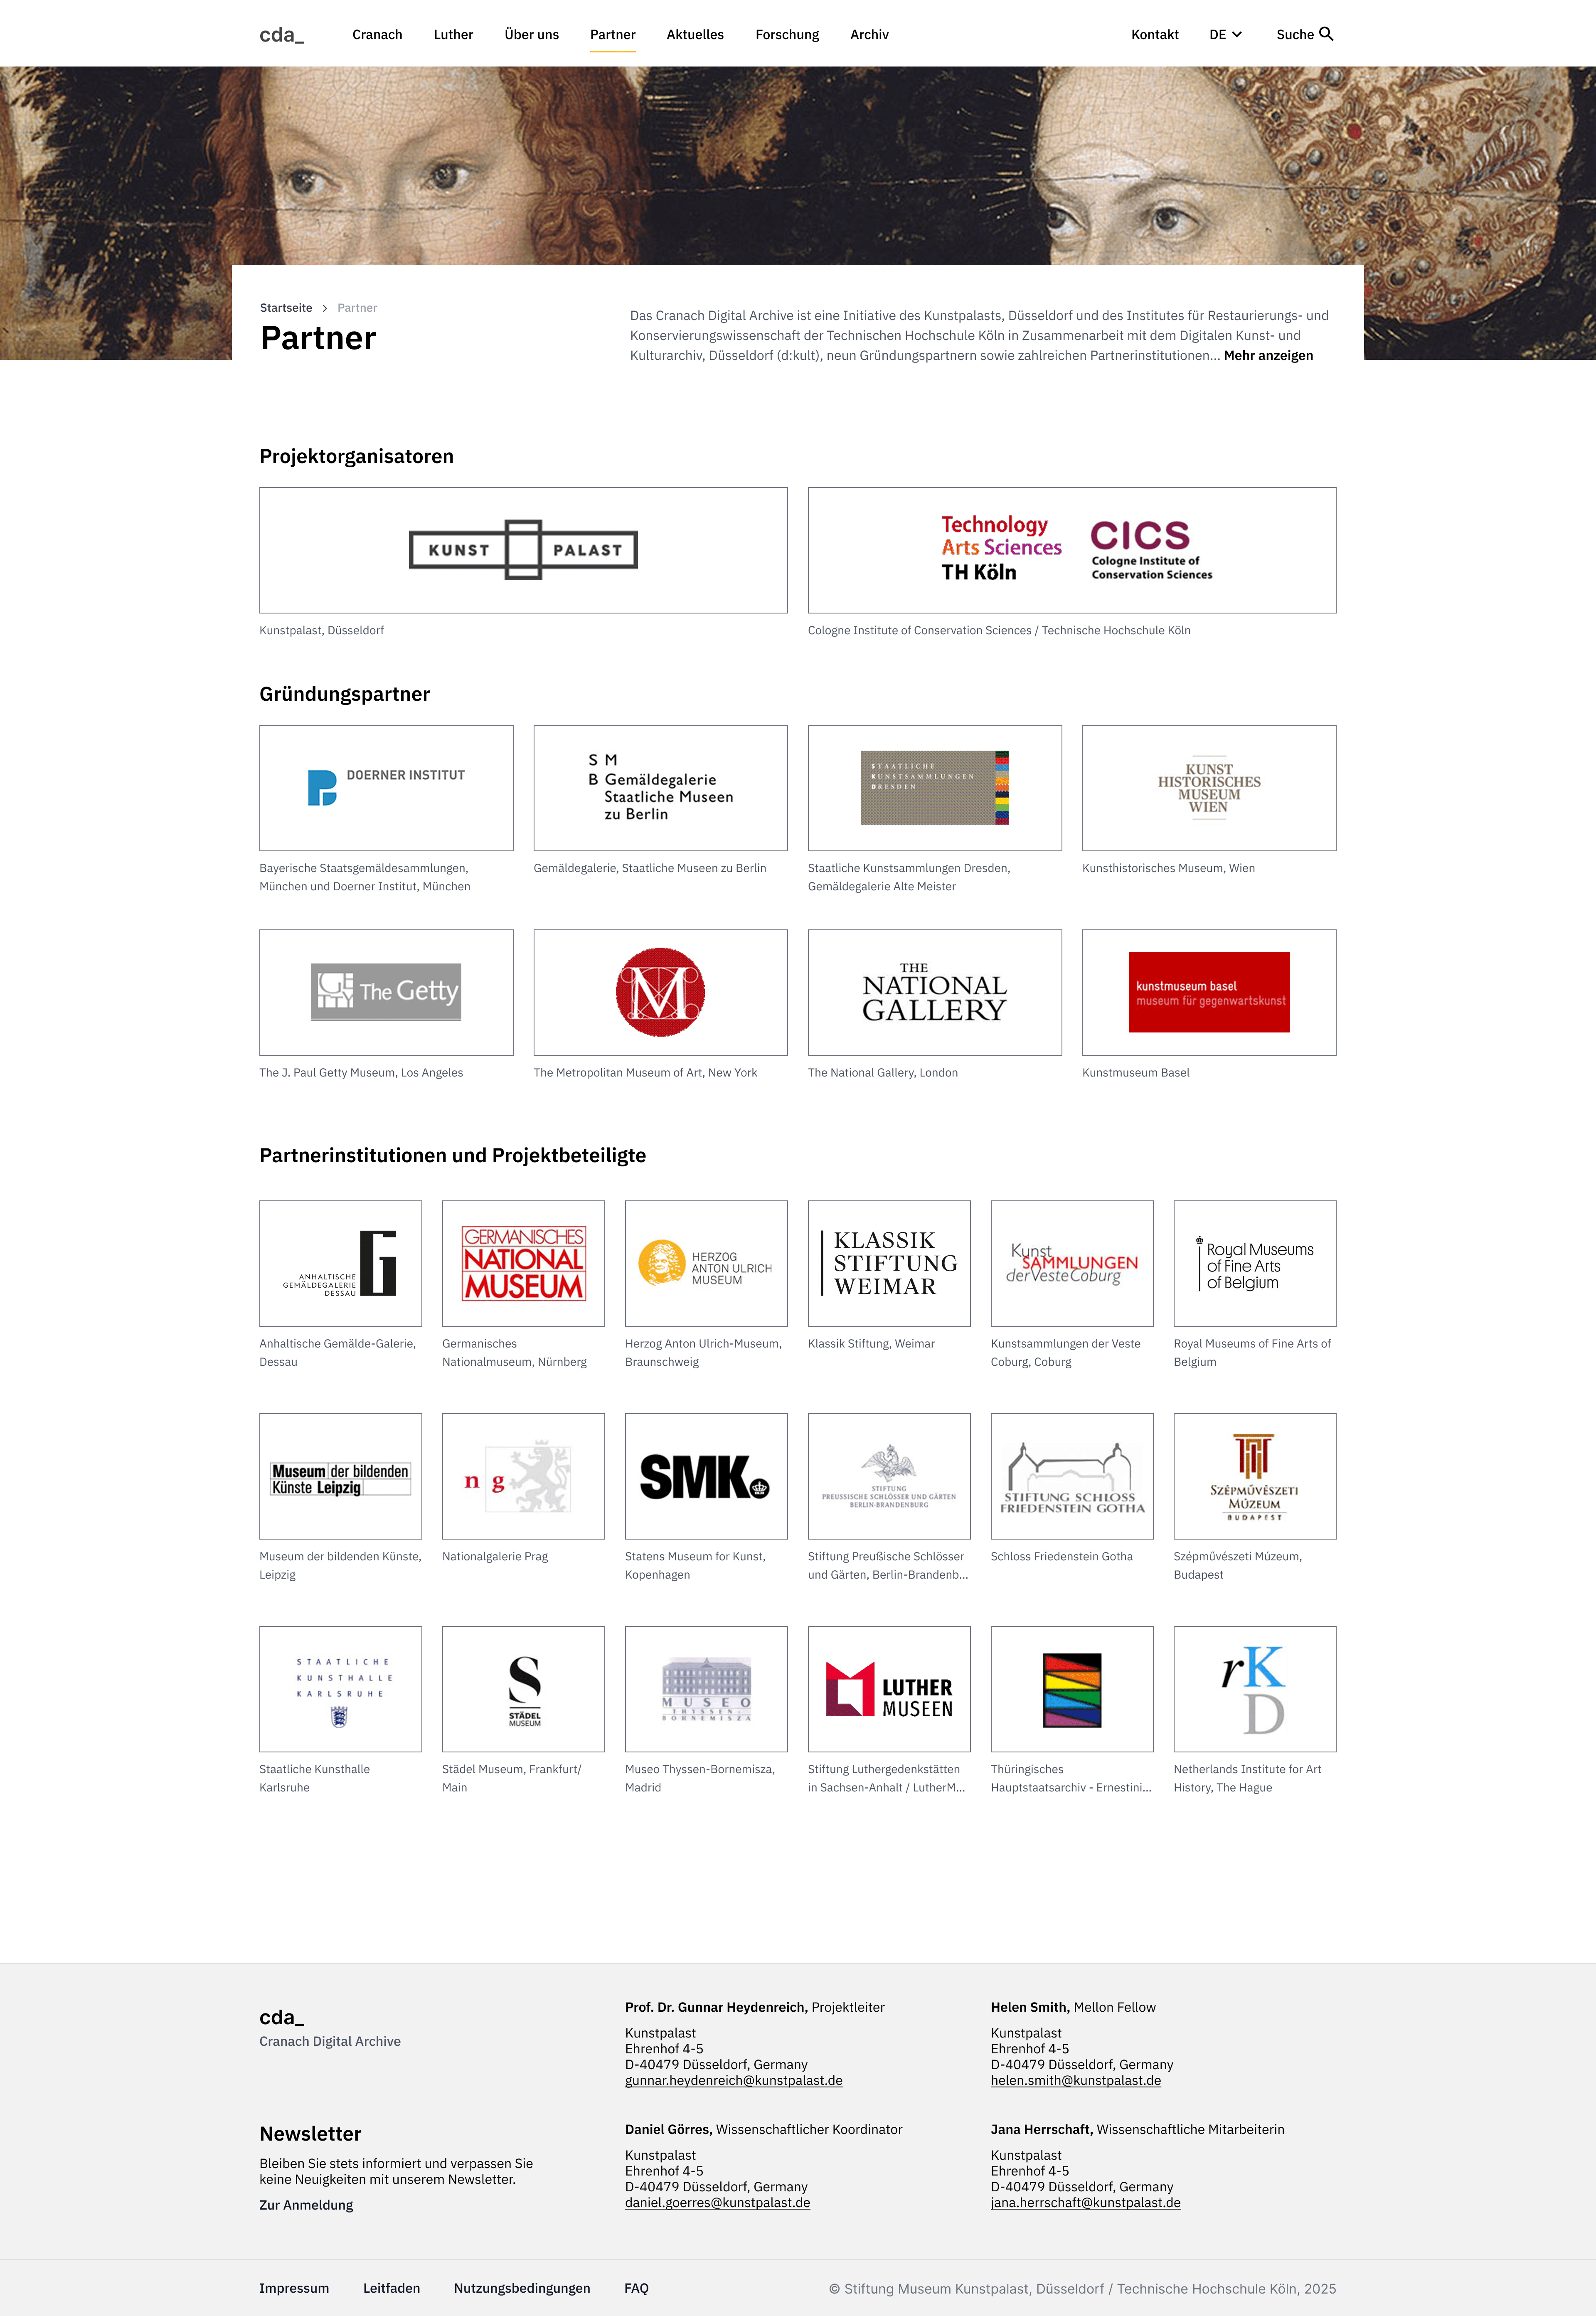 cda_
Cranach
Luther
Über uns
Partner
Aktuelles
Forschung
Archiv
Kontakt
DE
Suche
Startseite
Partner
Partner
Das Cranach Digital Archive ist eine Initiative des Kunstpalasts, Düsseldorf und des Institutes für Restaurierungs- und
Konservierungswissenschaft der Technischen Hochschule Köln in Zusammenarbeit mit dem Digitalen Kunst- und
Kulturarchiv, Düsseldorf (d:kult), neun Gründungspartnern sowie zahlreichen Partnerinstitutionen... Mehr anzeigen
Projektorganisatoren
KUNST PALAST
Technology
Arts Sciences
TH Köln
CICS
Cologne Institute of
Conservation Sciences
Kunstpalast, Düsseldorf
Cologne Institute of Conservation Sciences / Technische Hochschule Köln
Gründungspartner
DOERNER INSTITUT
S M
B Gemäldegalerie
Staatliche Museen
zu Berlin
STAATLICHE
KUNSTSAMMLUNGEN
DRESDEN
KUNST
HISTORISCHES
MUSEUM
WIEN
Bayerische Staatsgemäldesammlungen,
München und Doerner Institut, München
Gemäldegalerie, Staatliche Museen zu Berlin
Staatliche Kunstsammlungen Dresden,
Gemäldegalerie Alte Meister
Kunsthistorisches Museum, Wien
The Getty
M
THE
NATIONAL
GALLERY
kunstmuseum basel
museum für gegenwartskunst
The J. Paul Getty Museum, Los Angeles
The Metropolitan Museum of Art, New York
The National Gallery, London
Kunstmuseum Basel
Partnerinstitutionen und Projektbeteiligte
ANHALTISCHE
GEMÄLDEGALERIE
DESSAU
G
GERMANISCHES
NATIONAL
MUSEUM
HERZOG
ANTON ULRICH
MUSEUM
KLASSIK
STIFTUNG
WEIMAR
Kunst
SAMMLUNGEN
der Veste Coburg
Royal Museums
of Fine Arts
of Belgium
Anhaltische Gemälde-Galerie,
Dessau
Germanisches
Nationalmuseum, Nürnberg
Herzog Anton Ulrich-Museum,
Braunschweig
Klassik Stiftung, Weimar
Kunstsammlungen der Veste
Coburg, Coburg
Royal Museums of Fine Arts of
Belgium
Museum der bildenden
Künste Leipzig
n g
SMK
STIFTUNG
PREUSSISCHE SCHLÖSSER UND GÄRTEN
BERLIN-BRANDENBURG
STIFTUNG SCHLOSS
FRIEDENSTEIN GOTHA
SZÉPMŰVÉSZETI
MÚZEUM
BUDAPEST
Museum der bildenden Künste,
Leipzig
Nationalgalerie Prag
Statens Museum for Kunst,
Kopenhagen
Stiftung Preußische Schlösser
und Gärten, Berlin-Brandenb...
Schloss Friedenstein Gotha
Szépművészeti Múzeum,
Budapest
STAATLICHE
KUNSTHALLE
KARLSRUHE
S
STÄDEL
MUSEUM
MUSEO
THYSSEN-
BORNEMISZA
LUTHER
MUSEEN
rK
D
Staatliche Kunsthalle
Karlsruhe
Städel Museum, Frankfurt/
Main
Museo Thyssen-Bornemisza,
Madrid
Stiftung Luthergedenkstätten
in Sachsen-Anhalt / LutherM...
Thüringisches
Hauptstaatsarchiv - Ernestini...
Netherlands Institute for Art
History, The Hague
cda_
Cranach Digital Archive
Prof. Dr. Gunnar Heydenreich, Projektleiter
Kunstpalast
Ehrenhof 4-5
D-40479 Düsseldorf, Germany
gunnar.heydenreich@kunstpalast.de
Helen Smith, Mellon Fellow
Kunstpalast
Ehrenhof 4-5
D-40479 Düsseldorf, Germany
helen.smith@kunstpalast.de
Newsletter
Bleiben Sie stets informiert und verpassen Sie
keine Neuigkeiten mit unserem Newsletter.
Zur Anmeldung
Daniel Görres, Wissenschaftlicher Koordinator
Kunstpalast
Ehrenhof 4-5
D-40479 Düsseldorf, Germany
daniel.goerres@kunstpalast.de
Jana Herrschaft, Wissenschaftliche Mitarbeiterin
Kunstpalast
Ehrenhof 4-5
D-40479 Düsseldorf, Germany
jana.herrschaft@kunstpalast.de
Impressum
Leitfaden
Nutzungsbedingungen
FAQ
© Stiftung Museum Kunstpalast, Düsseldorf / Technische Hochschule Köln, 2025